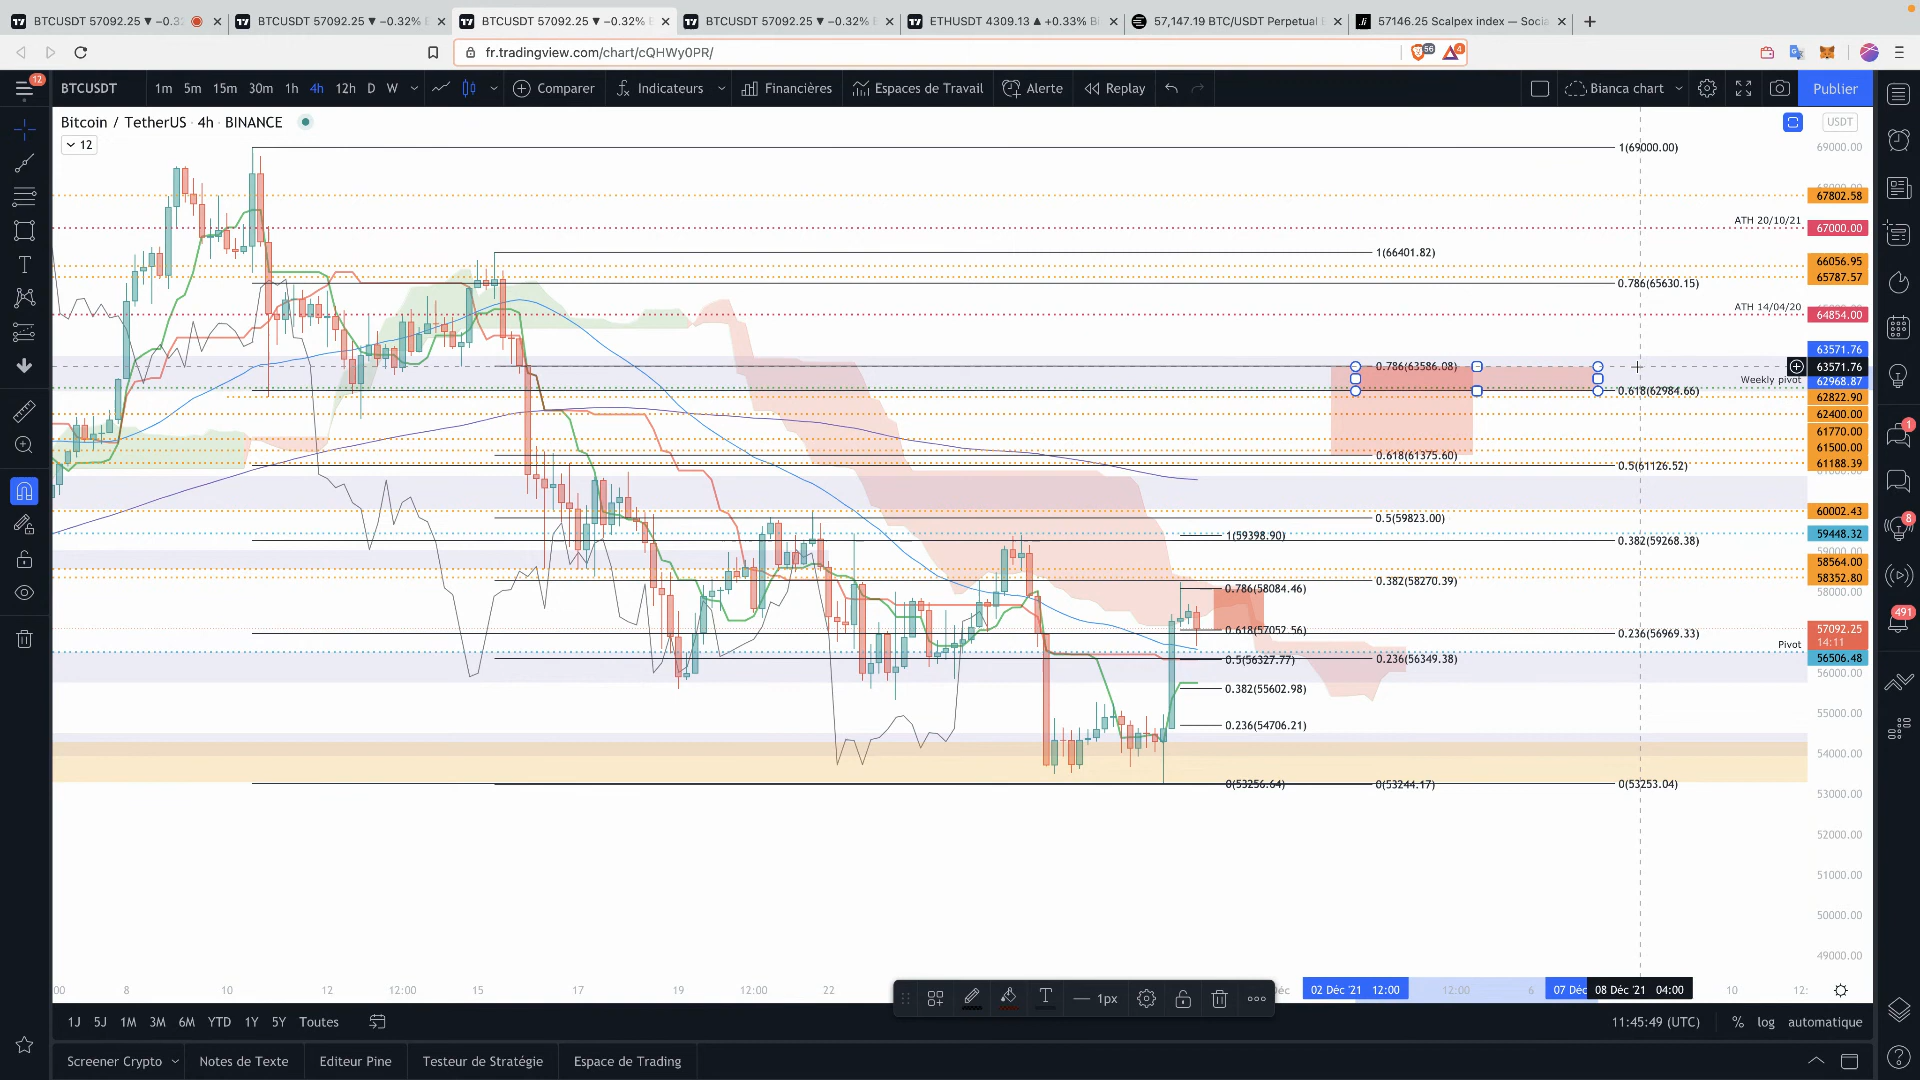 BTCUSDT 57092.25 ▼ −0.3
BTCUSDT 57092.25 ▼ −0.32% B
BTCUSDT 57092.25 ▼ −0.32% B
BTCUSDT 57092.25 ▼ −0.32% B
ETHUSDT 4309.13 ▲ +0.33% B
57,147.19 BTC/USDT Perpetual
57146.25 Scalpex index — Socia
fr.tradingview.com/chart/cQHWy0PR/
56
4
12
BTCUSDT
1m 5m 15m 30m 1h 4h 12h D W
Comparer
Indicateurs
Financières
Espaces de Travail
Alerte
Replay
Bianca chart
Publier
Bitcoin / TetherUS · 4h · BINANCE
12
USDT
1(69000.00)
69000.00
67802.58
ATH 20/10/21
67000.00
1(66401.82)
66056.95
65787.57
0.786(65630.15)
ATH 14/04/20
64854.00
63571.76
0.786(63586.08)
63571.76
Weekly pivot
62968.87
0.618(62984.66)
62822.90
62400.00
61770.00
61500.00
0.618(61375.60)
61188.39
0.5(61126.52)
60002.43
0.5(59823.00)
1(59398.90)
59448.32
0.382(59268.38)
59000.00
58564.00
0.382(58270.39)
58352.80
0.786(58084.46)
58000.00
0.618(57052.56)
57092.25
14:11
0.236(56969.33)
Pivot
0.5(56327.77)
0.236(56349.38)
56506.48
56000.00
0.382(55602.98)
55000.00
0.236(54706.21)
54000.00
0(53256.64)
0(53244.17)
0(53253.04)
53000.00
52000.00
51000.00
50000.00
49000.00
1
8
491
8
10
12
12:00
15
17
19
12:00
22
02 Déc '21 12:00
12:00
6
07 Déc
08 Déc '21 04:00
10
12:
1px
1J 5J 1M 3M 6M YTD 1Y 5Y Toutes
11:45:49 (UTC)
% log automatique
Screener Crypto
Notes de Texte
Editeur Pine
Testeur de Stratégie
Espace de Trading